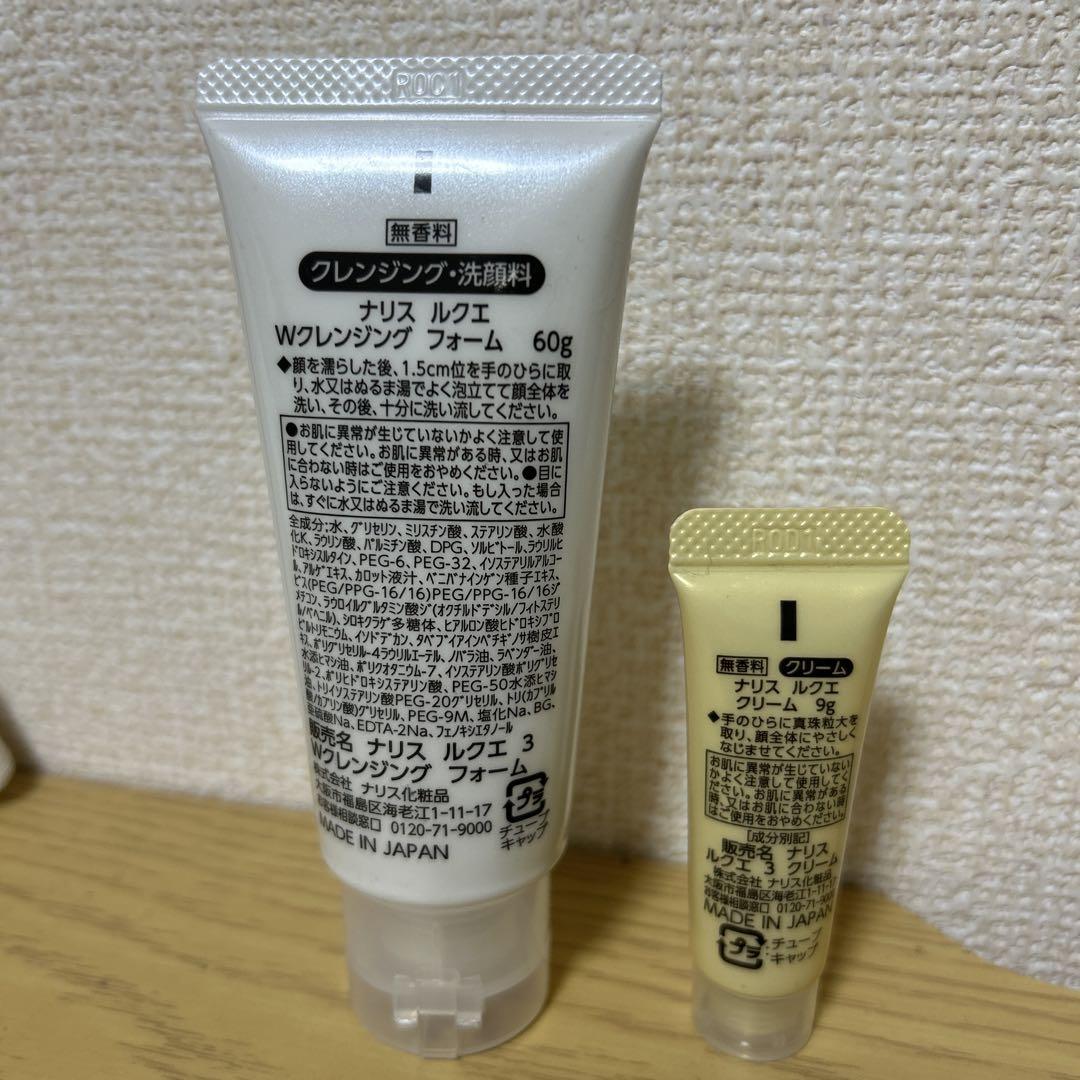 R001
無香料
クレンジング・洗顔料
ナリス ルクエ
Wクレンジング フォーム 60g
◆顔を濡らした後、1.5cm位を手のひらに取
り、水又はぬるま湯でよく泡立てて顔全体を
洗い、その後、十分に洗い流してください。
●お肌に異常が生じていないかよく注意して使
用してください。お肌に異常がある時、又はお肌
に合わない時はご使用をおやめください。●目に
入らないようにご注意ください。もし入った場合
は、すぐに水又はぬるま湯で洗い流してください。
全成分:水、グリセリン、ミリスチン酸、ステアリン酸、水酸
化K、ラウリン酸、パルミチン酸、DPG、ソルビトール、ラウリルヒ
ドロキシスルタイン、PEG-6、PEG-32、イソステアリルアルコー
ル、アルゲエキス、カロット液汁、ベニバナインゲン種子エキス、
ビス(PEG/PPG-16/16)PEG/PPG-16/16ジ
メチコン、ラウロイルグルタミン酸ジ(オクチルドデシル/フィトステリ
ル/ベヘニル)、シロキクラゲ多糖体、ヒアルロン酸ヒドロキシプロ
ピルトリモニウム、イソドデカン、タベブイアインペチギノサ樹皮エ
キス、ポリグリセリル-4ラウリルエーテル、ノバラ油、ラベンダー油、
水添ヒマシ油、ポリクオタニウム-7、イソステアリン酸ポリグリセ
リル-2、ポリヒドロキシステアリン酸、PEG-50水添ヒマシ
油、トリイソステアリン酸PEG-20グリセリル、トリ(カプリル
酸/カプリン酸)グリセリル、PEG-9M、塩化Na、BG、
亜硫酸Na、EDTA-2Na、フェノキシエタノール
販売名 ナリス ルクエ 3
Wクレンジング フォーム
株式会社 ナリス化粧品
大阪市福島区海老江1-11-17
お客様相談窓口 0120-71-9000
MADE IN JAPAN
プラ
チューブ
キャップ
R001
無香料 クリーム
ナリス ルクエ
クリーム 9g
◆手のひらに真珠粒大を
取り、顔全体にやさしく
なじませてください。
お肌に異常が生じていない
かよく注意して使用してく
ださい。お肌に異常がある
時、又はお肌に合わない時
はご使用をおやめください。
[成分別記]
販売名 ナリス
ルクエ 3 クリーム
株式会社 ナリス化粧品
大阪市福島区海老江1-11-17
お客様相談窓口 0120-71-9000
MADE IN JAPAN
プラ
チューブ
キャップ